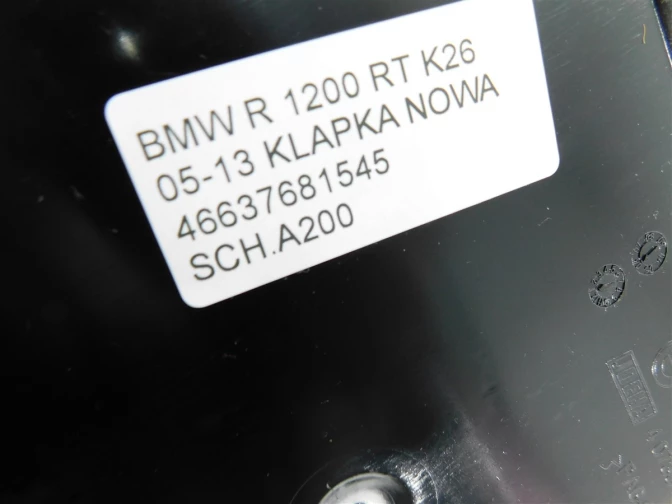 BMW R 1200 RT K26
05-13 KLAPKA NOWA
46637681545
SCH.A200